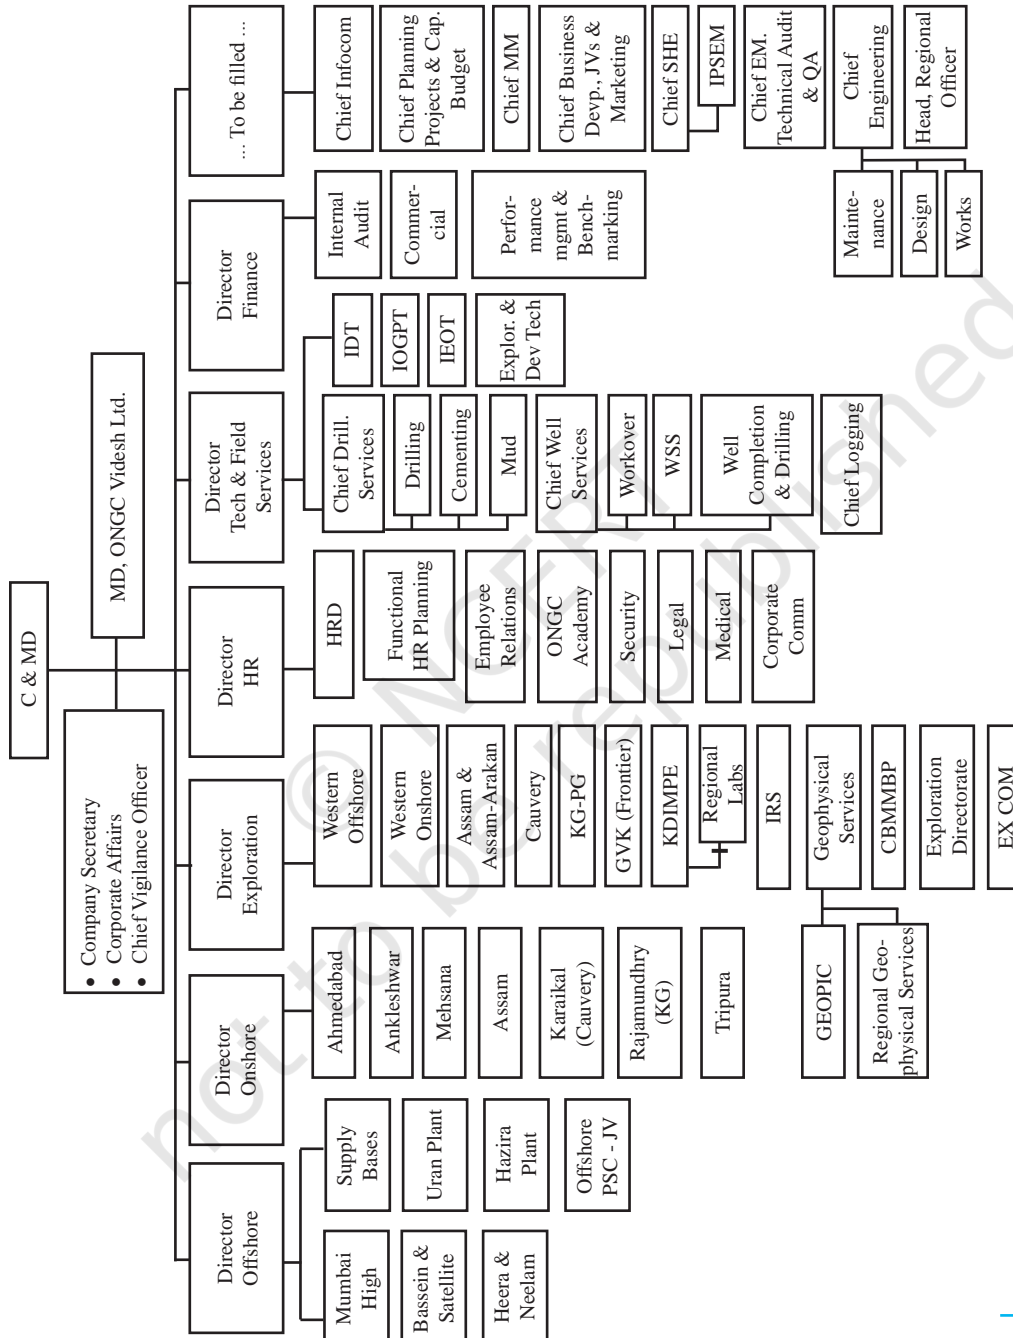 C & MD
• Company Secretary
• Corporate Affairs
• Chief Vigilance Officer
MD, ONGC Videsh Ltd.
Director
Offshore
Mumbai
High
Bassein &
Satellite
Heera &
Neelam
Supply
Bases
Uran Plant
Hazira
Plant
Offshore
PSC - JV
Director
Onshore
Ahmedabad
Ankleshwar
Mehsana
Assam
Karaikal
(Cauvery)
Rajamundhry
(KG)
Tripura
Director
Exploration
Western
Offshore
Western
Onshore
Assam &
Assam-Arakan
Cauvery
KG-PG
GVK (Frontier)
KDIMPE
Regional
Labs
IRS
Geophysical
Services
GEOPIC
Regional Geo-
physical Services
CBMMBP
Exploration
Directorate
EX COM
Director
HR
HRD
Functional
HR Planning
Employee
Relations
ONGC
Academy
Security
Legal
Medical
Corporate
Comm
Director
Tech & Field
Services
Chief Drill.
Services
Drilling
Cementing
Mud
Chief Well
Services
Workover
WSS
Well
Completion
& Drilling
Chief Logging
IDT
IOGPT
IEOT
Explor. &
Dev Tech
Director
Finance
Internal
Audit
Commer-
cial
Perfor-
mance
mgmt &
Bench-
marking
... To be filled ...
Chief Infocom
Chief Planning
Projects & Cap.
Budget
Chief MM
Chief Business
Devp., JVs &
Marketing
Chief SHE
IPSEM
Chief EM.
Technical Audit
& QA
Chief
Engineering
Mainte-
nance
Design
Works
Head, Regional
Officer
© NCERT
not to be republished